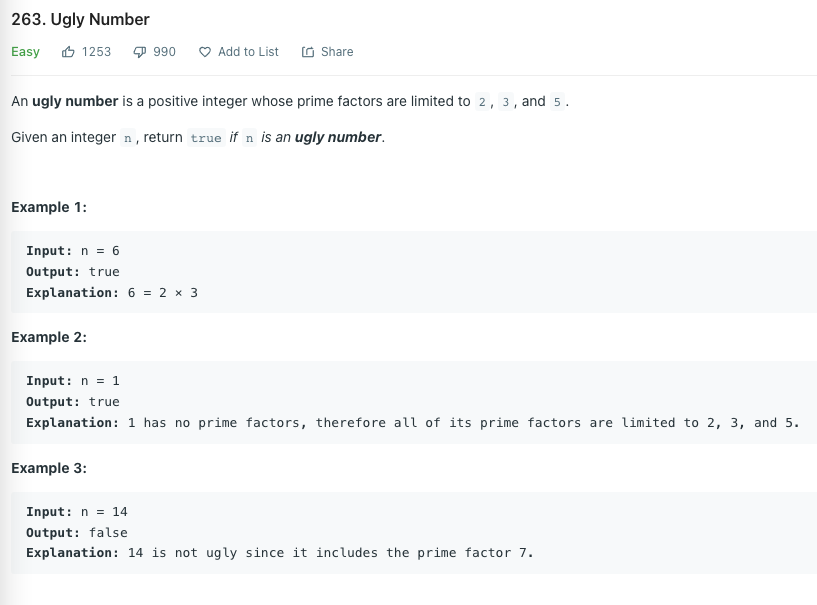 263. Ugly Number
Easy 1253 990 Add to List Share
An ugly number is a positive integer whose prime factors are limited to 2, 3, and 5.
Given an integer n, return true if n is an ugly number.
Example 1:
Input: n = 6
Output: true
Explanation: 6 = 2 × 3
Example 2:
Input: n = 1
Output: true
Explanation: 1 has no prime factors, therefore all of its prime factors are limited to 2, 3, and 5.
Example 3:
Input: n = 14
Output: false
Explanation: 14 is not ugly since it includes the prime factor 7.